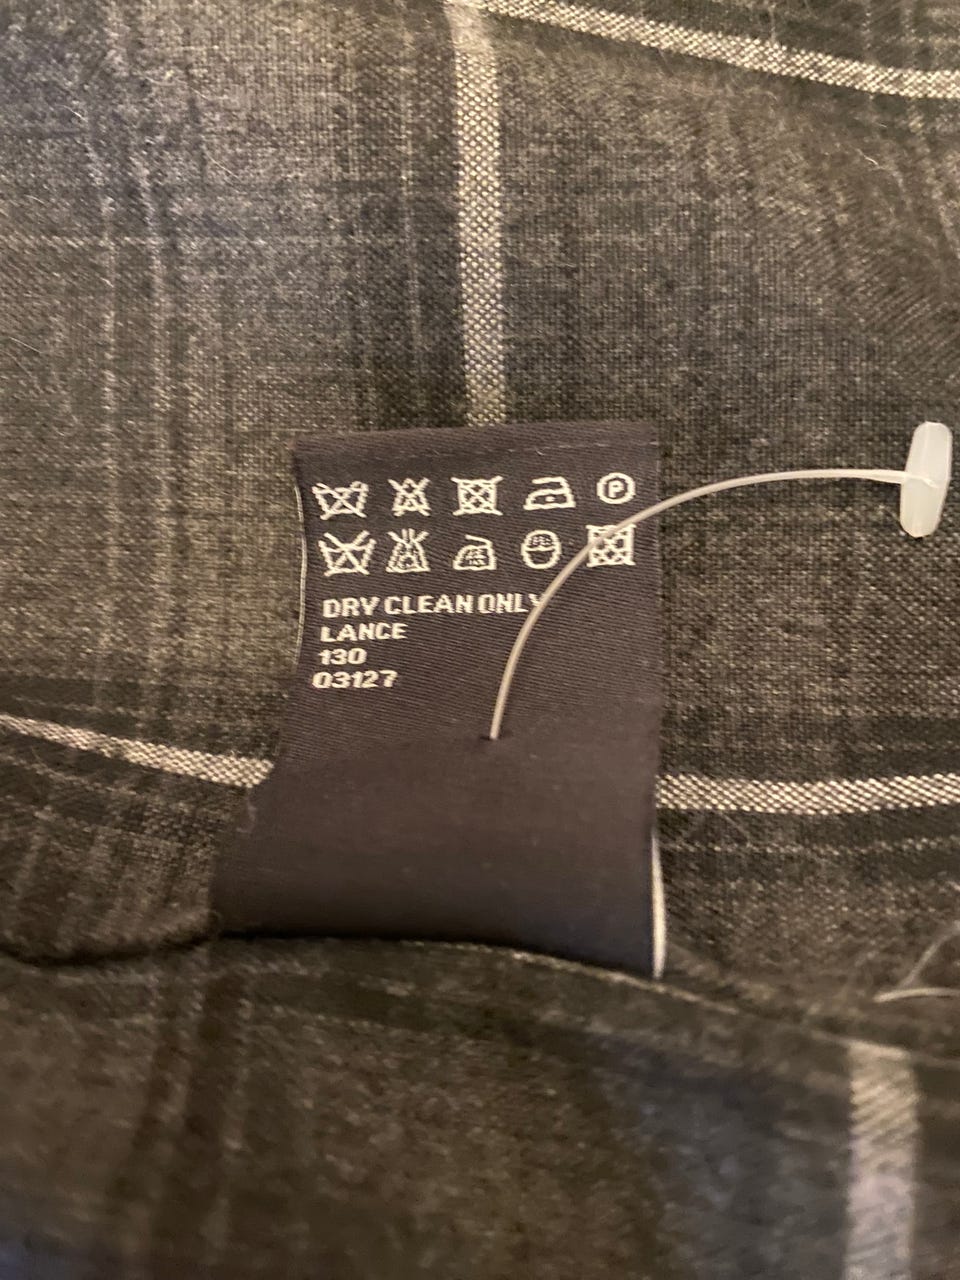 P
DRY CLEAN ONLY
LANCE
130
03127